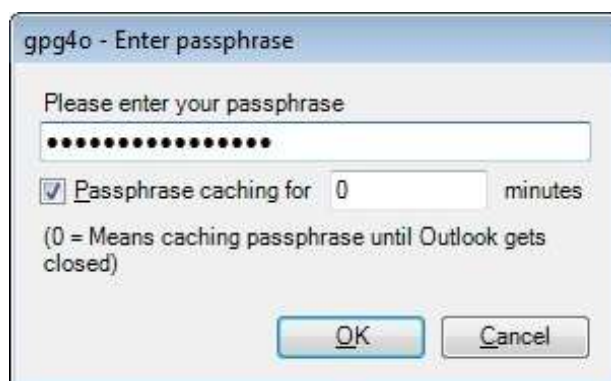 gpg4o - Enter passphrase
Please enter your passphrase
●●●●●●●●●●●●●●●●●
Passphrase caching for 0 minutes
(0 = Means caching passphrase until Outlook gets
closed)
OK Cancel